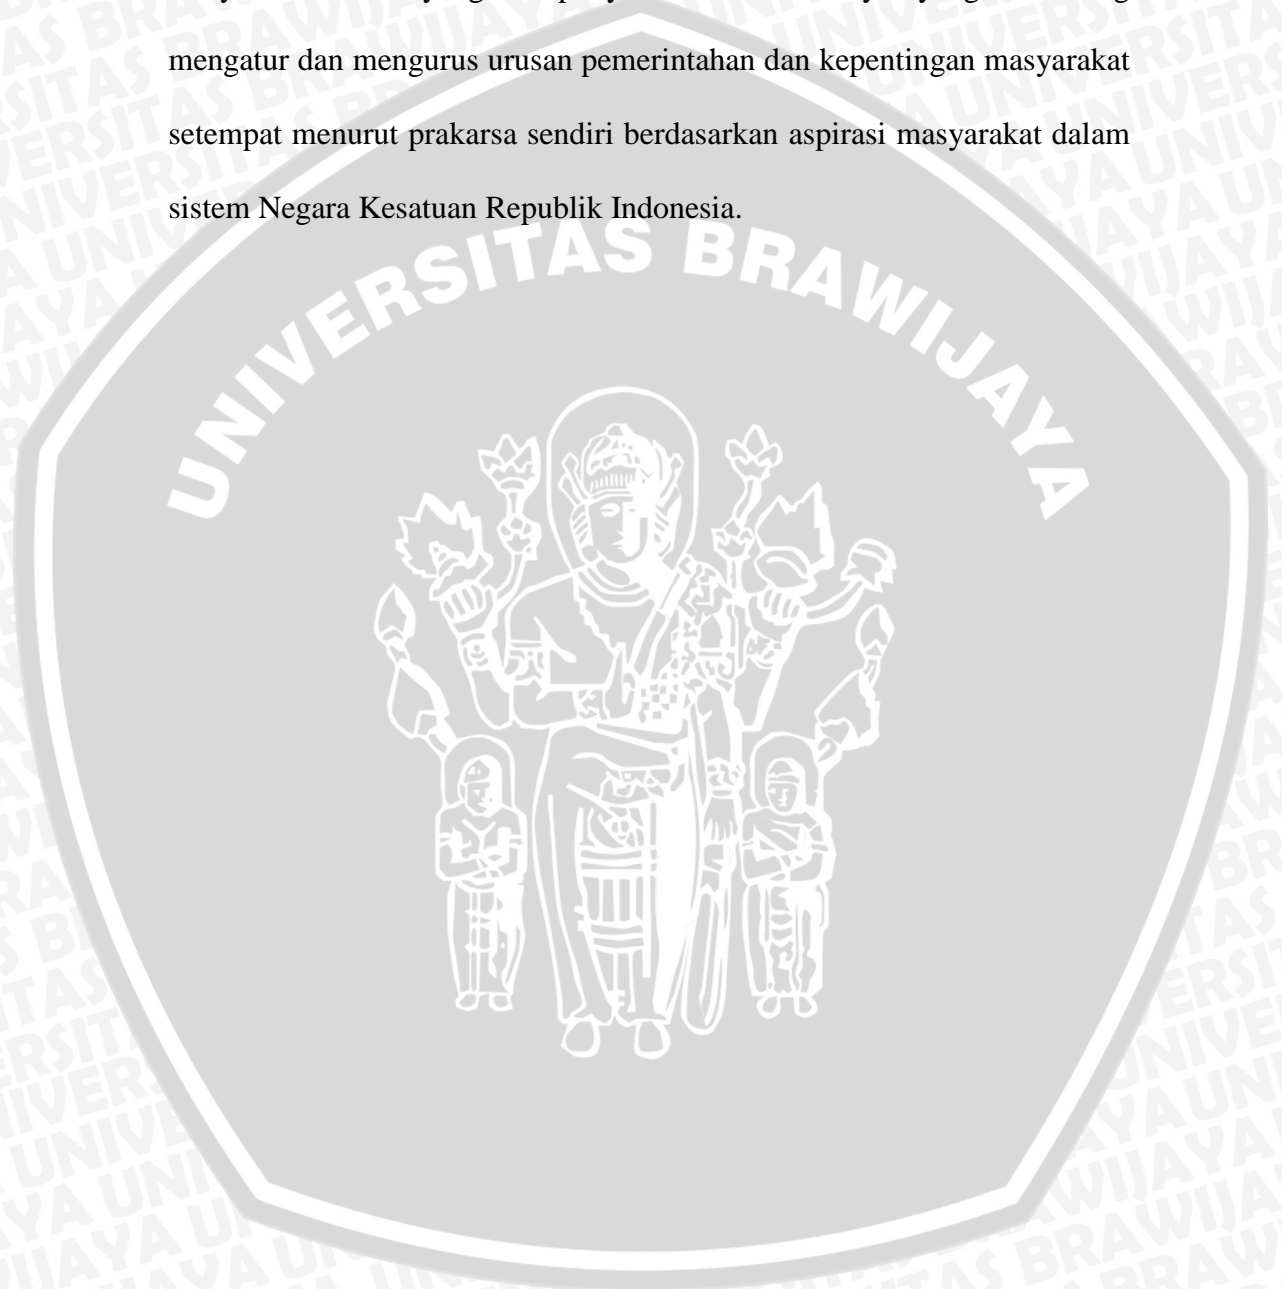 mengatur dan mengurus urusan pemerintahan dan kepentingan masyarakat
setempat menurut prakarsa sendiri berdasarkan aspirasi masyarakat dalam
sistem Negara Kesatuan Republik Indonesia.
UNIVERSITAS BRAWIJAYA